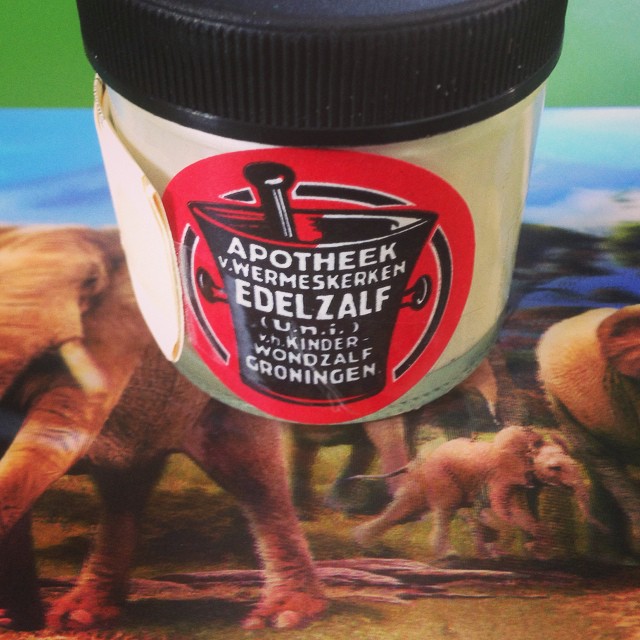 APOTHEEK
v. WERMESKERKEN
EDELZALF
(U.n.i.)
v.h. KINDER-
WONDZALF
GRONINGEN.